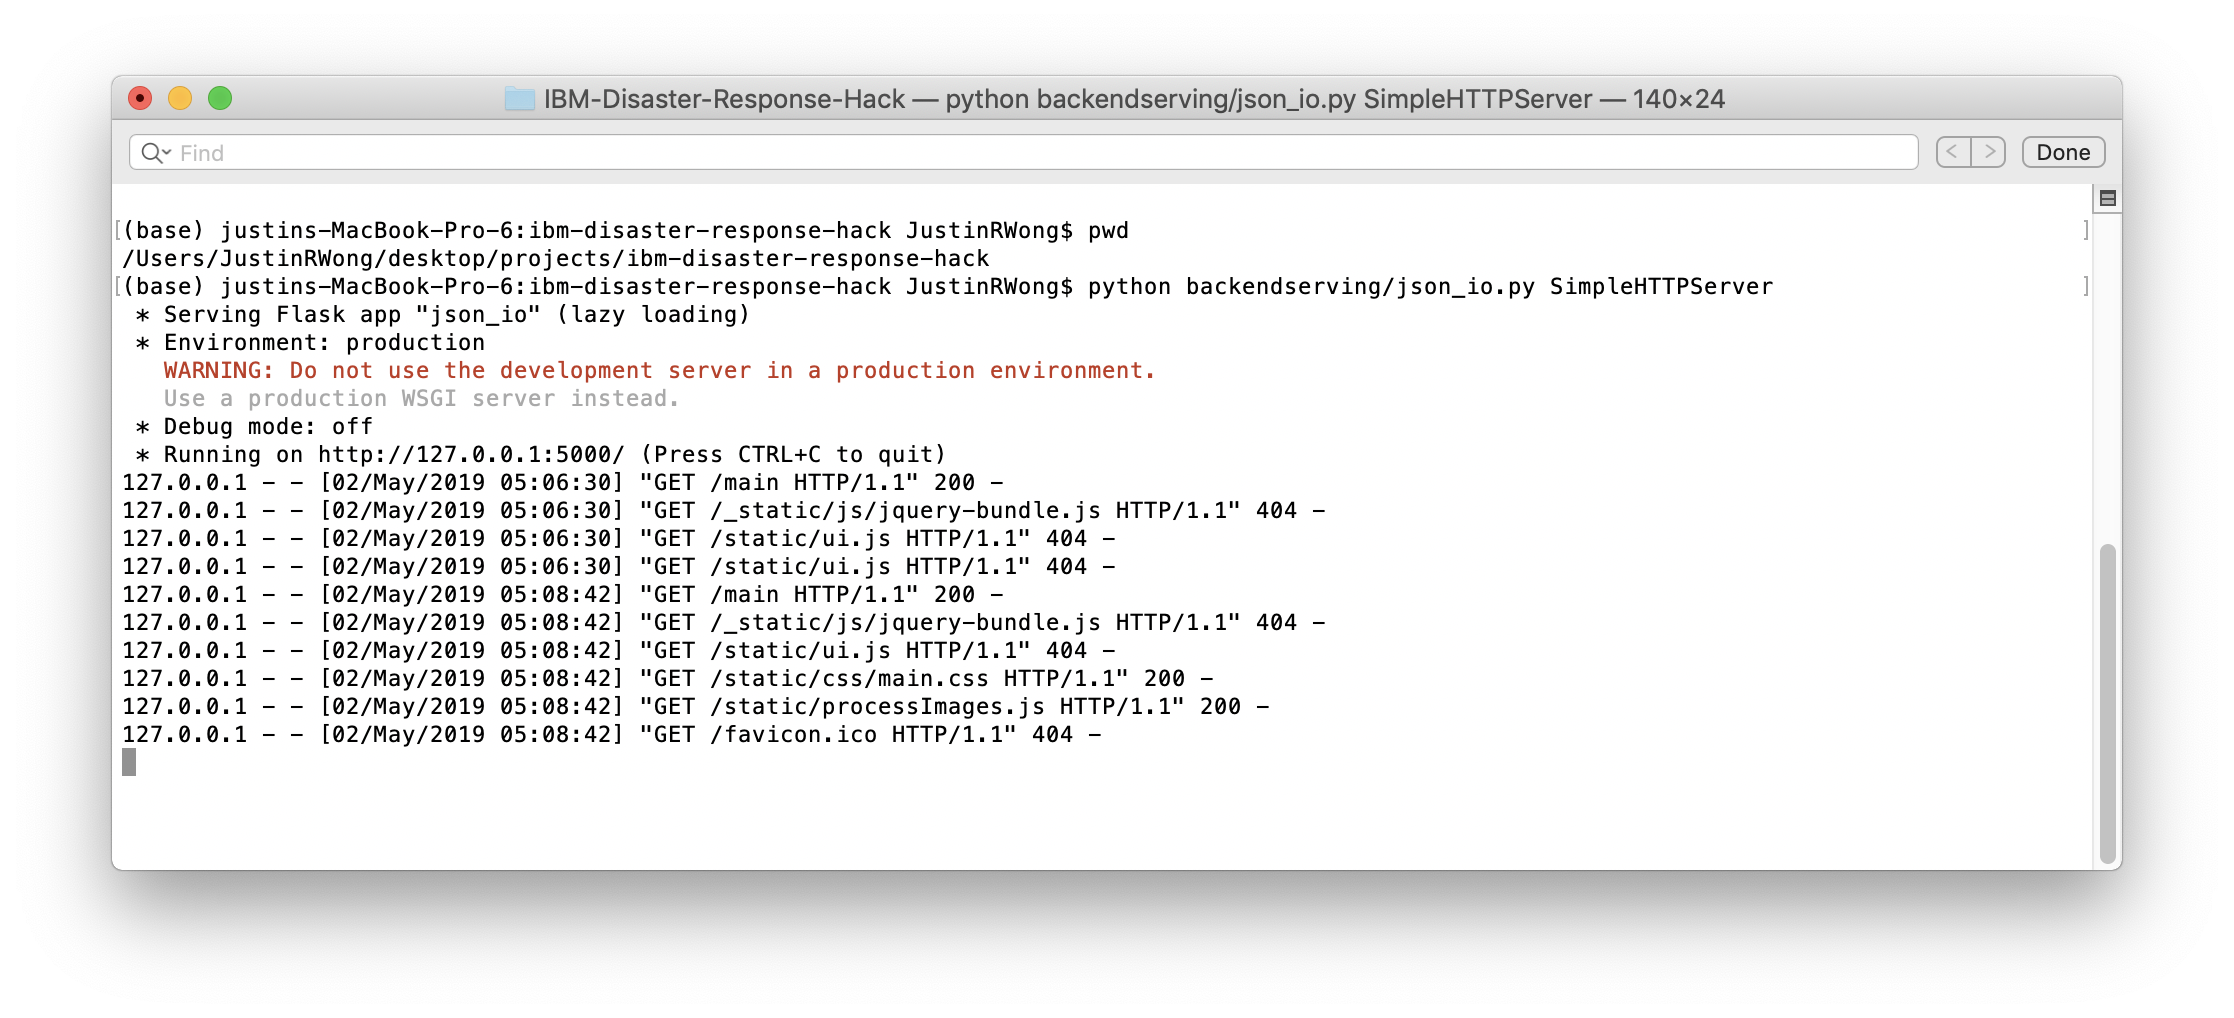 IBM-Disaster-Response-Hack — python backendserving/json_io.py SimpleHTTPServer — 140×24
Find
< > Done
[(base) justins-MacBook-Pro-6:ibm-disaster-response-hack JustinRWong$ pwd ]
/Users/JustinRWong/desktop/projects/ibm-disaster-response-hack
[(base) justins-MacBook-Pro-6:ibm-disaster-response-hack JustinRWong$ python backendserving/json_io.py SimpleHTTPServer ]
 * Serving Flask app "json_io" (lazy loading)
 * Environment: production
   WARNING: Do not use the development server in a production environment.
   Use a production WSGI server instead.
 * Debug mode: off
 * Running on http://127.0.0.1:5000/ (Press CTRL+C to quit)
127.0.0.1 - - [02/May/2019 05:06:30] "GET /main HTTP/1.1" 200 -
127.0.0.1 - - [02/May/2019 05:06:30] "GET /_static/js/jquery-bundle.js HTTP/1.1" 404 -
127.0.0.1 - - [02/May/2019 05:06:30] "GET /static/ui.js HTTP/1.1" 404 -
127.0.0.1 - - [02/May/2019 05:06:30] "GET /static/ui.js HTTP/1.1" 404 -
127.0.0.1 - - [02/May/2019 05:08:42] "GET /main HTTP/1.1" 200 -
127.0.0.1 - - [02/May/2019 05:08:42] "GET /_static/js/jquery-bundle.js HTTP/1.1" 404 -
127.0.0.1 - - [02/May/2019 05:08:42] "GET /static/ui.js HTTP/1.1" 404 -
127.0.0.1 - - [02/May/2019 05:08:42] "GET /static/css/main.css HTTP/1.1" 200 -
127.0.0.1 - - [02/May/2019 05:08:42] "GET /static/processImages.js HTTP/1.1" 200 -
127.0.0.1 - - [02/May/2019 05:08:42] "GET /favicon.ico HTTP/1.1" 404 -